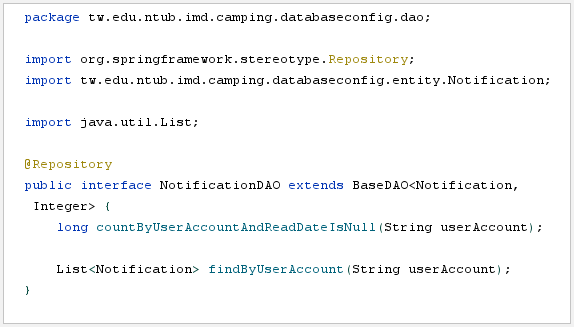 package tw.edu.ntub.imd.camping.databaseconfig.dao;
import org.springframework.stereotype.Repository;
import tw.edu.ntub.imd.camping.databaseconfig.entity.Notification;
import java.util.List;
@Repository
public interface NotificationDAO extends BaseDAO<Notification,
Integer> {
long countByUserAccountAndReadDateIsNull(String userAccount);
List<Notification> findByUserAccount(String userAccount);
}